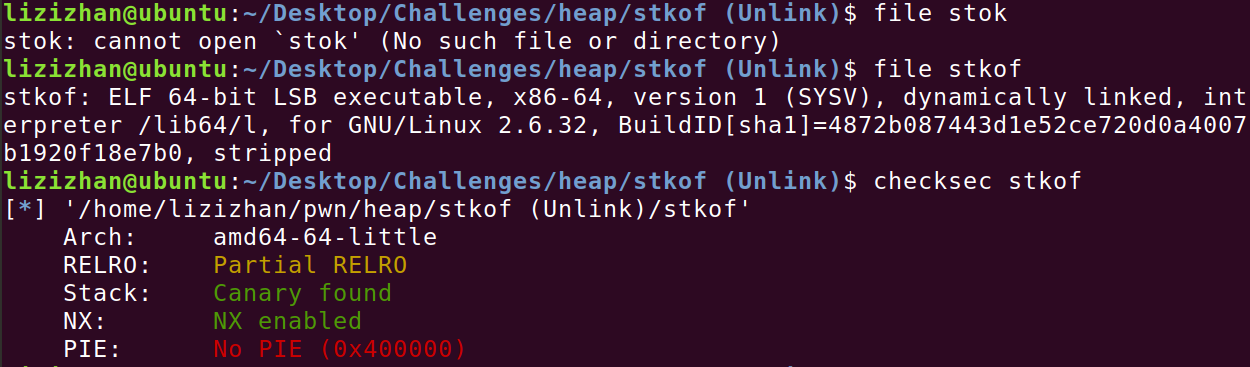 lizizhan@ubuntu:~/Desktop/Challenges/heap/stkof (Unlink)$ file stok
stok: cannot open `stok' (No such file or directory)
lizizhan@ubuntu:~/Desktop/Challenges/heap/stkof (Unlink)$ file stkof
stkof: ELF 64-bit LSB executable, x86-64, version 1 (SYSV), dynamically linked, int
erpreter /lib64/l, for GNU/Linux 2.6.32, BuildID[sha1]=4872b087443d1e52ce720d0a4007
b1920f18e7b0, stripped
lizizhan@ubuntu:~/Desktop/Challenges/heap/stkof (Unlink)$ checksec stkof
[*] '/home/lizizhan/pwn/heap/stkof (Unlink)/stkof'
    Arch:     amd64-64-little
    RELRO:    Partial RELRO
    Stack:    Canary found
    NX:       NX enabled
    PIE:      No PIE (0x400000)